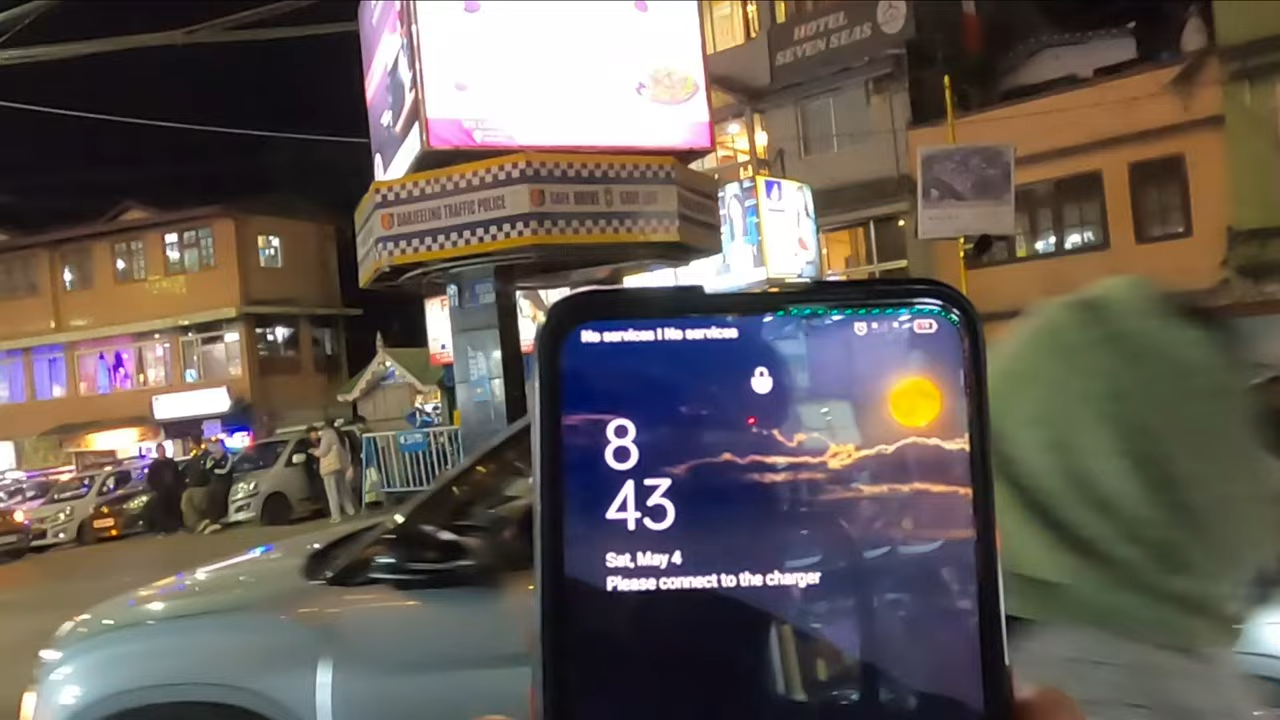 HOTEL
SEVEN SEAS
DARJEELING TRAFFIC POLICE
SAFE DRIVE SAVE LIFE
No services | No services
8
43
Sat, May 4
Please connect to the charger